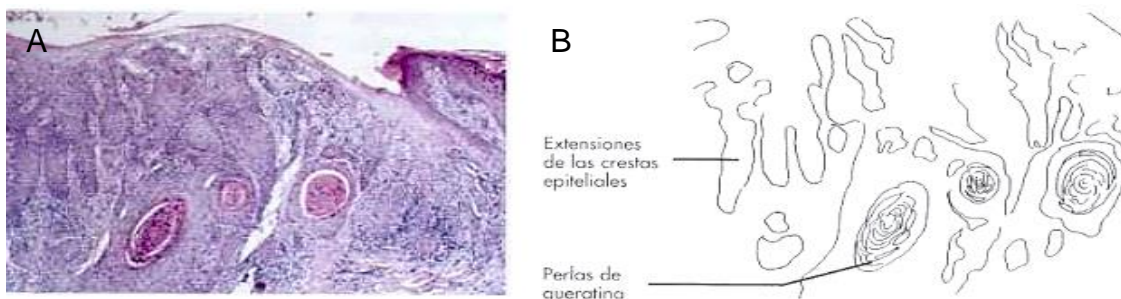 A
B
Extensiones
de las crestas
epiteliales
Perlas de
queratina